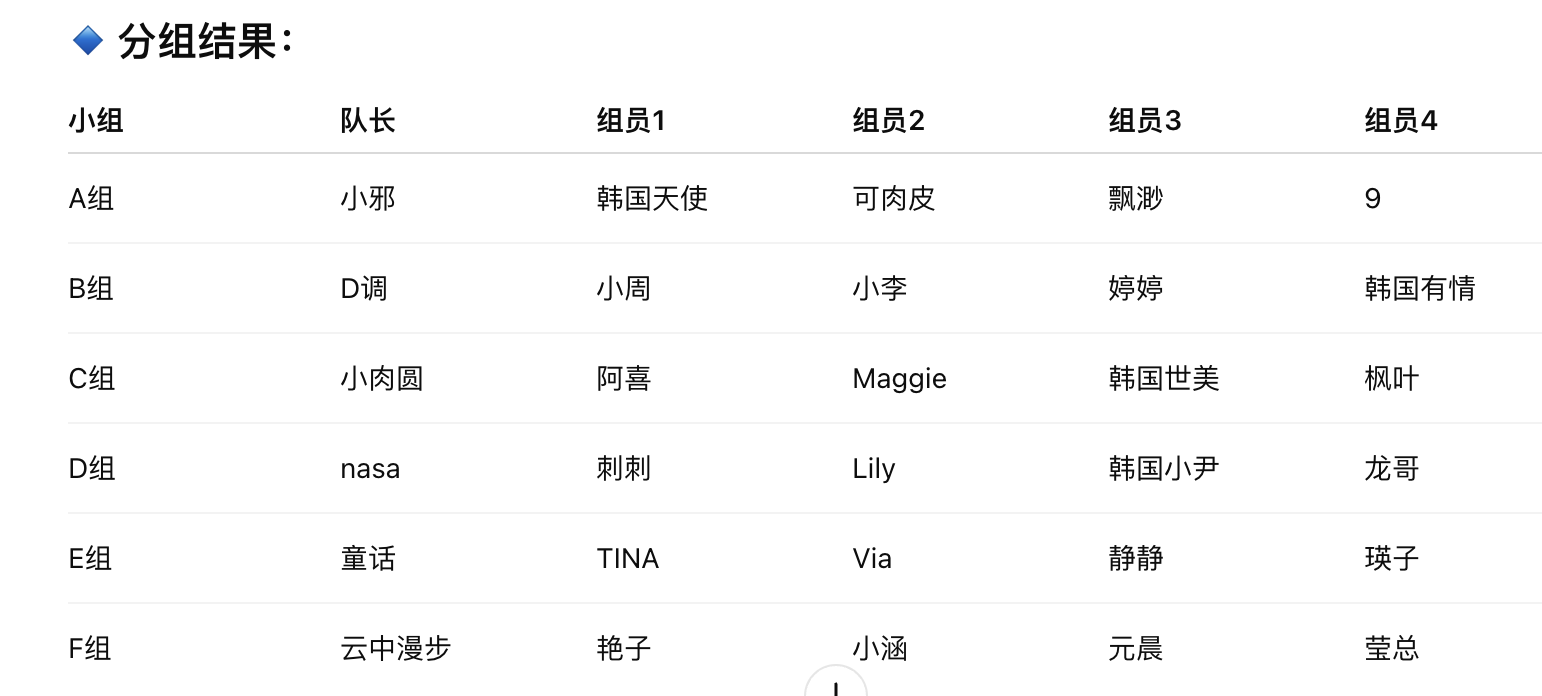 🔷 分组结果：
小组 队长 组员1 组员2 组员3 组员4
A组 小邪 韩国天使 可肉皮 飘渺 9
B组 D调 小周 小李 婷婷 韩国有情
C组 小肉圆 阿喜 Maggie 韩国世美 枫叶
D组 nasa 刺刺 Lily 韩国小尹 龙哥
E组 童话 TINA Via 静静 瑛子
F组 云中漫步 艳子 小涵 元晨 莹总